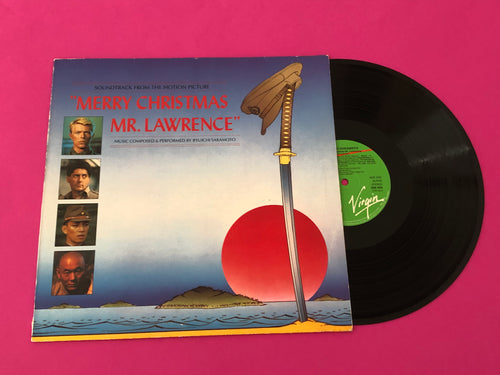 SOUNDTRACK FROM THE MOTION PICTURE
"MERRY CHRISTMAS
MR. LAWRENCE"
MUSIC COMPOSED & PERFORMED BY RYUICHI SAKAMOTO
Virgin